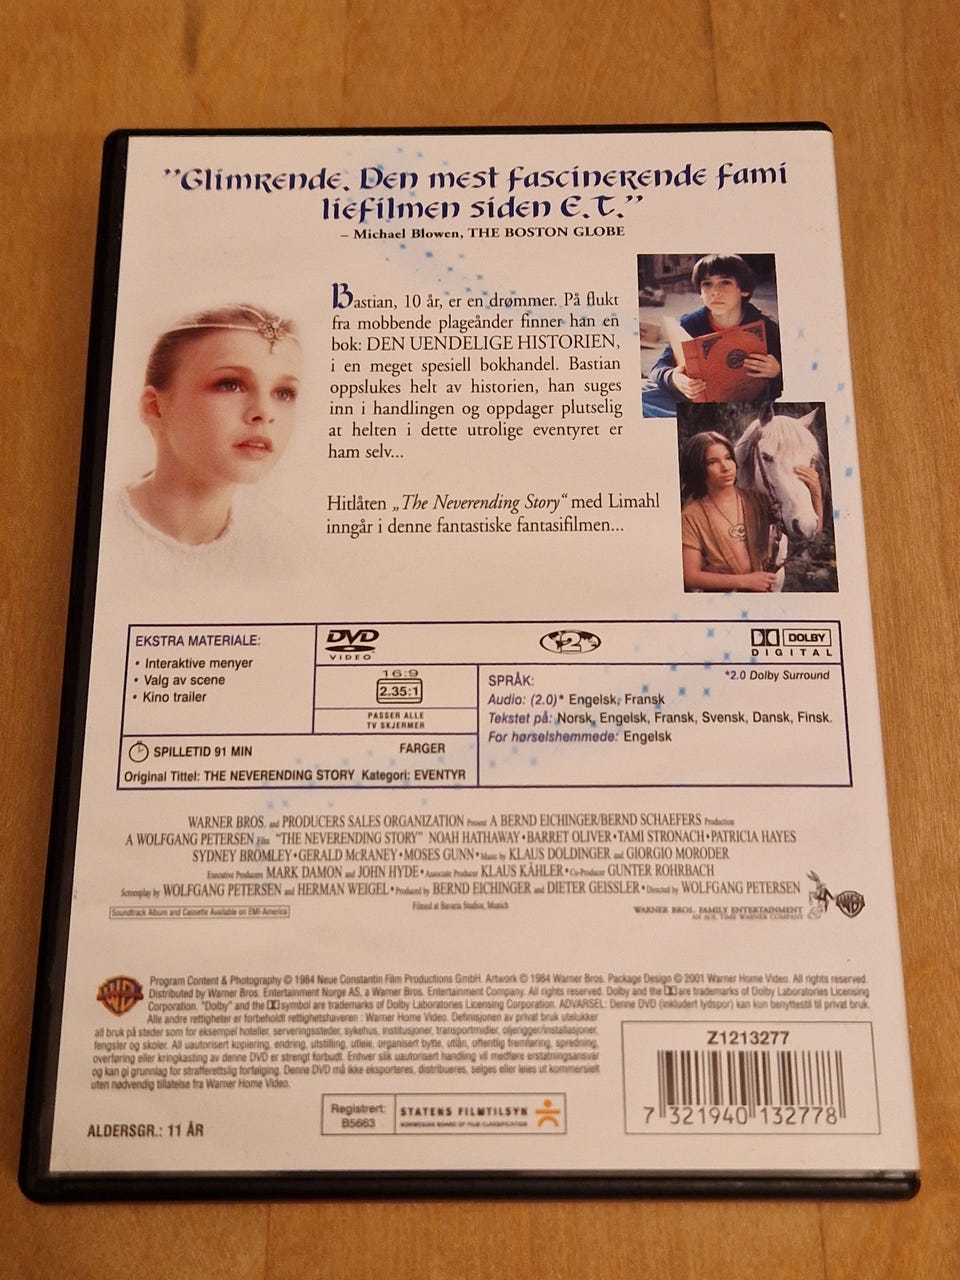 ”Glimrende. Den mest fascinerende fami
liefilmen siden E.T.”
– Michael Blowen, THE BOSTON GLOBE
Bastian, 10 år, er en drømmer. På flukt
fra mobbende plageånder finner han en
bok: DEN UENDELIGE HISTORIEN,
i en meget spesiell bokhandel. Bastian
oppslukes helt av historien, han suges
inn i handlingen og oppdager plutselig
at helten i dette utrolige eventyret er
ham selv...
Hitlåten „The Neverending Story“ med Limahl
inngår i denne fantastiske fantasifilmen...
EKSTRA MATERIALE:
• Interaktive menyer
• Valg av scene
• Kino trailer
SPILLETID 91 MIN
FARGER
Original Tittel: THE NEVERENDING STORY Kategori: EVENTYR
DVD
VIDEO
16:9
2.35:1
PASSER ALLE
TV SKJERMER
2
DOLBY
DIGITAL
*2.0 Dolby Surround
SPRÅK:
Audio: (2.0)* Engelsk, Fransk
Tekstet på: Norsk, Engelsk, Fransk, Svensk, Dansk, Finsk.
For hørselshemmede: Engelsk
WARNER BROS. and PRODUCERS SALES ORGANIZATION Present A BERND EICHINGER/BERND SCHAEFERS Production
A WOLFGANG PETERSEN Film "THE NEVERENDING STORY" NOAH HATHAWAY•BARRET OLIVER•TAMI STRONACH•PATRICIA HAYES
SYDNEY BROMLEY•GERALD McRANEY•MOSES GUNN•Music by KLAUS DOLDINGER and GIORGIO MORODER
Executive Producers MARK DAMON and JOHN HYDE•Associate Producer KLAUS KÄHLER•Co-Producer GUNTER ROHRBACH
Screenplay by WOLFGANG PETERSEN and HERMAN WEIGEL•Produced by BERND EICHINGER and DIETER GEISSLER•Directed by WOLFGANG PETERSEN
Soundtrack Album and Cassette Available on EMI-America
Filmed at Bavaria Studios, Munich
WARNER BROS. FAMILY ENTERTAINMENT
AN AOL TIME WARNER COMPANY
Program Content & Photography © 1984 Neue Constantin Film Productions GmbH. Artwork © 1984 Warner Bros. Package Design © 2001 Warner Home Video. All rights reserved.
Distributed by Warner Bros. Entertainment Norge AS, a Warner Bros. Entertainment Company. All rights reserved. Dolby and the symbol are trademarks of Dolby Laboratories Licensing
Corporation. "Dolby" and the symbol are trademarks of Dolby Laboratories Licensing Corporation. ADVARSEL: Denne DVD (inkludert lydspor) kan kun benyttes til privat bruk.
Alle andre rettigheter er forbeholdt rettighetshaveren : Warner Home Video. Definisjonen av privat bruk utelukker
all bruk på steder som for eksempel hoteller, serveringssteder, sykehus, institusjoner, transportmidler, oljerigger/installasjoner,
fengsler og skoler. All uautorisert kopiering, endring, utstilling, utleie, organisert bytte, utlån, offentlig fremføring, spredning,
overføring eller kringkasting av denne DVD er strengt forbudt. Enhver slik uautorisert handling vil medføre erstatningsansvar
og kan gi grunnlag for strafferettslig forfølging. Denne DVD må ikke eksporteres, distribueres, selges eller leies ut kommersielt
uten nødvendig tillatelse fra Warner Home Video.
ALDERSGR.: 11 ÅR
Registrert:
B5663
STATENS FILMTILSYN
NORWEGIAN BOARD OF FILM CLASSIFICATION
Z1213277
7 321940 132778